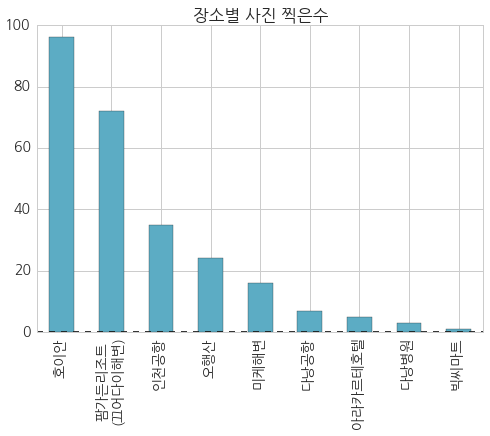 장소별 사진 찍은수
100
80
60
40
20
0
호이안
팜가든리조트
(끄어다이해변)
인천공항
오행산
미케해변
다낭공항
아라카르테호텔
다낭병원
빅씨마트